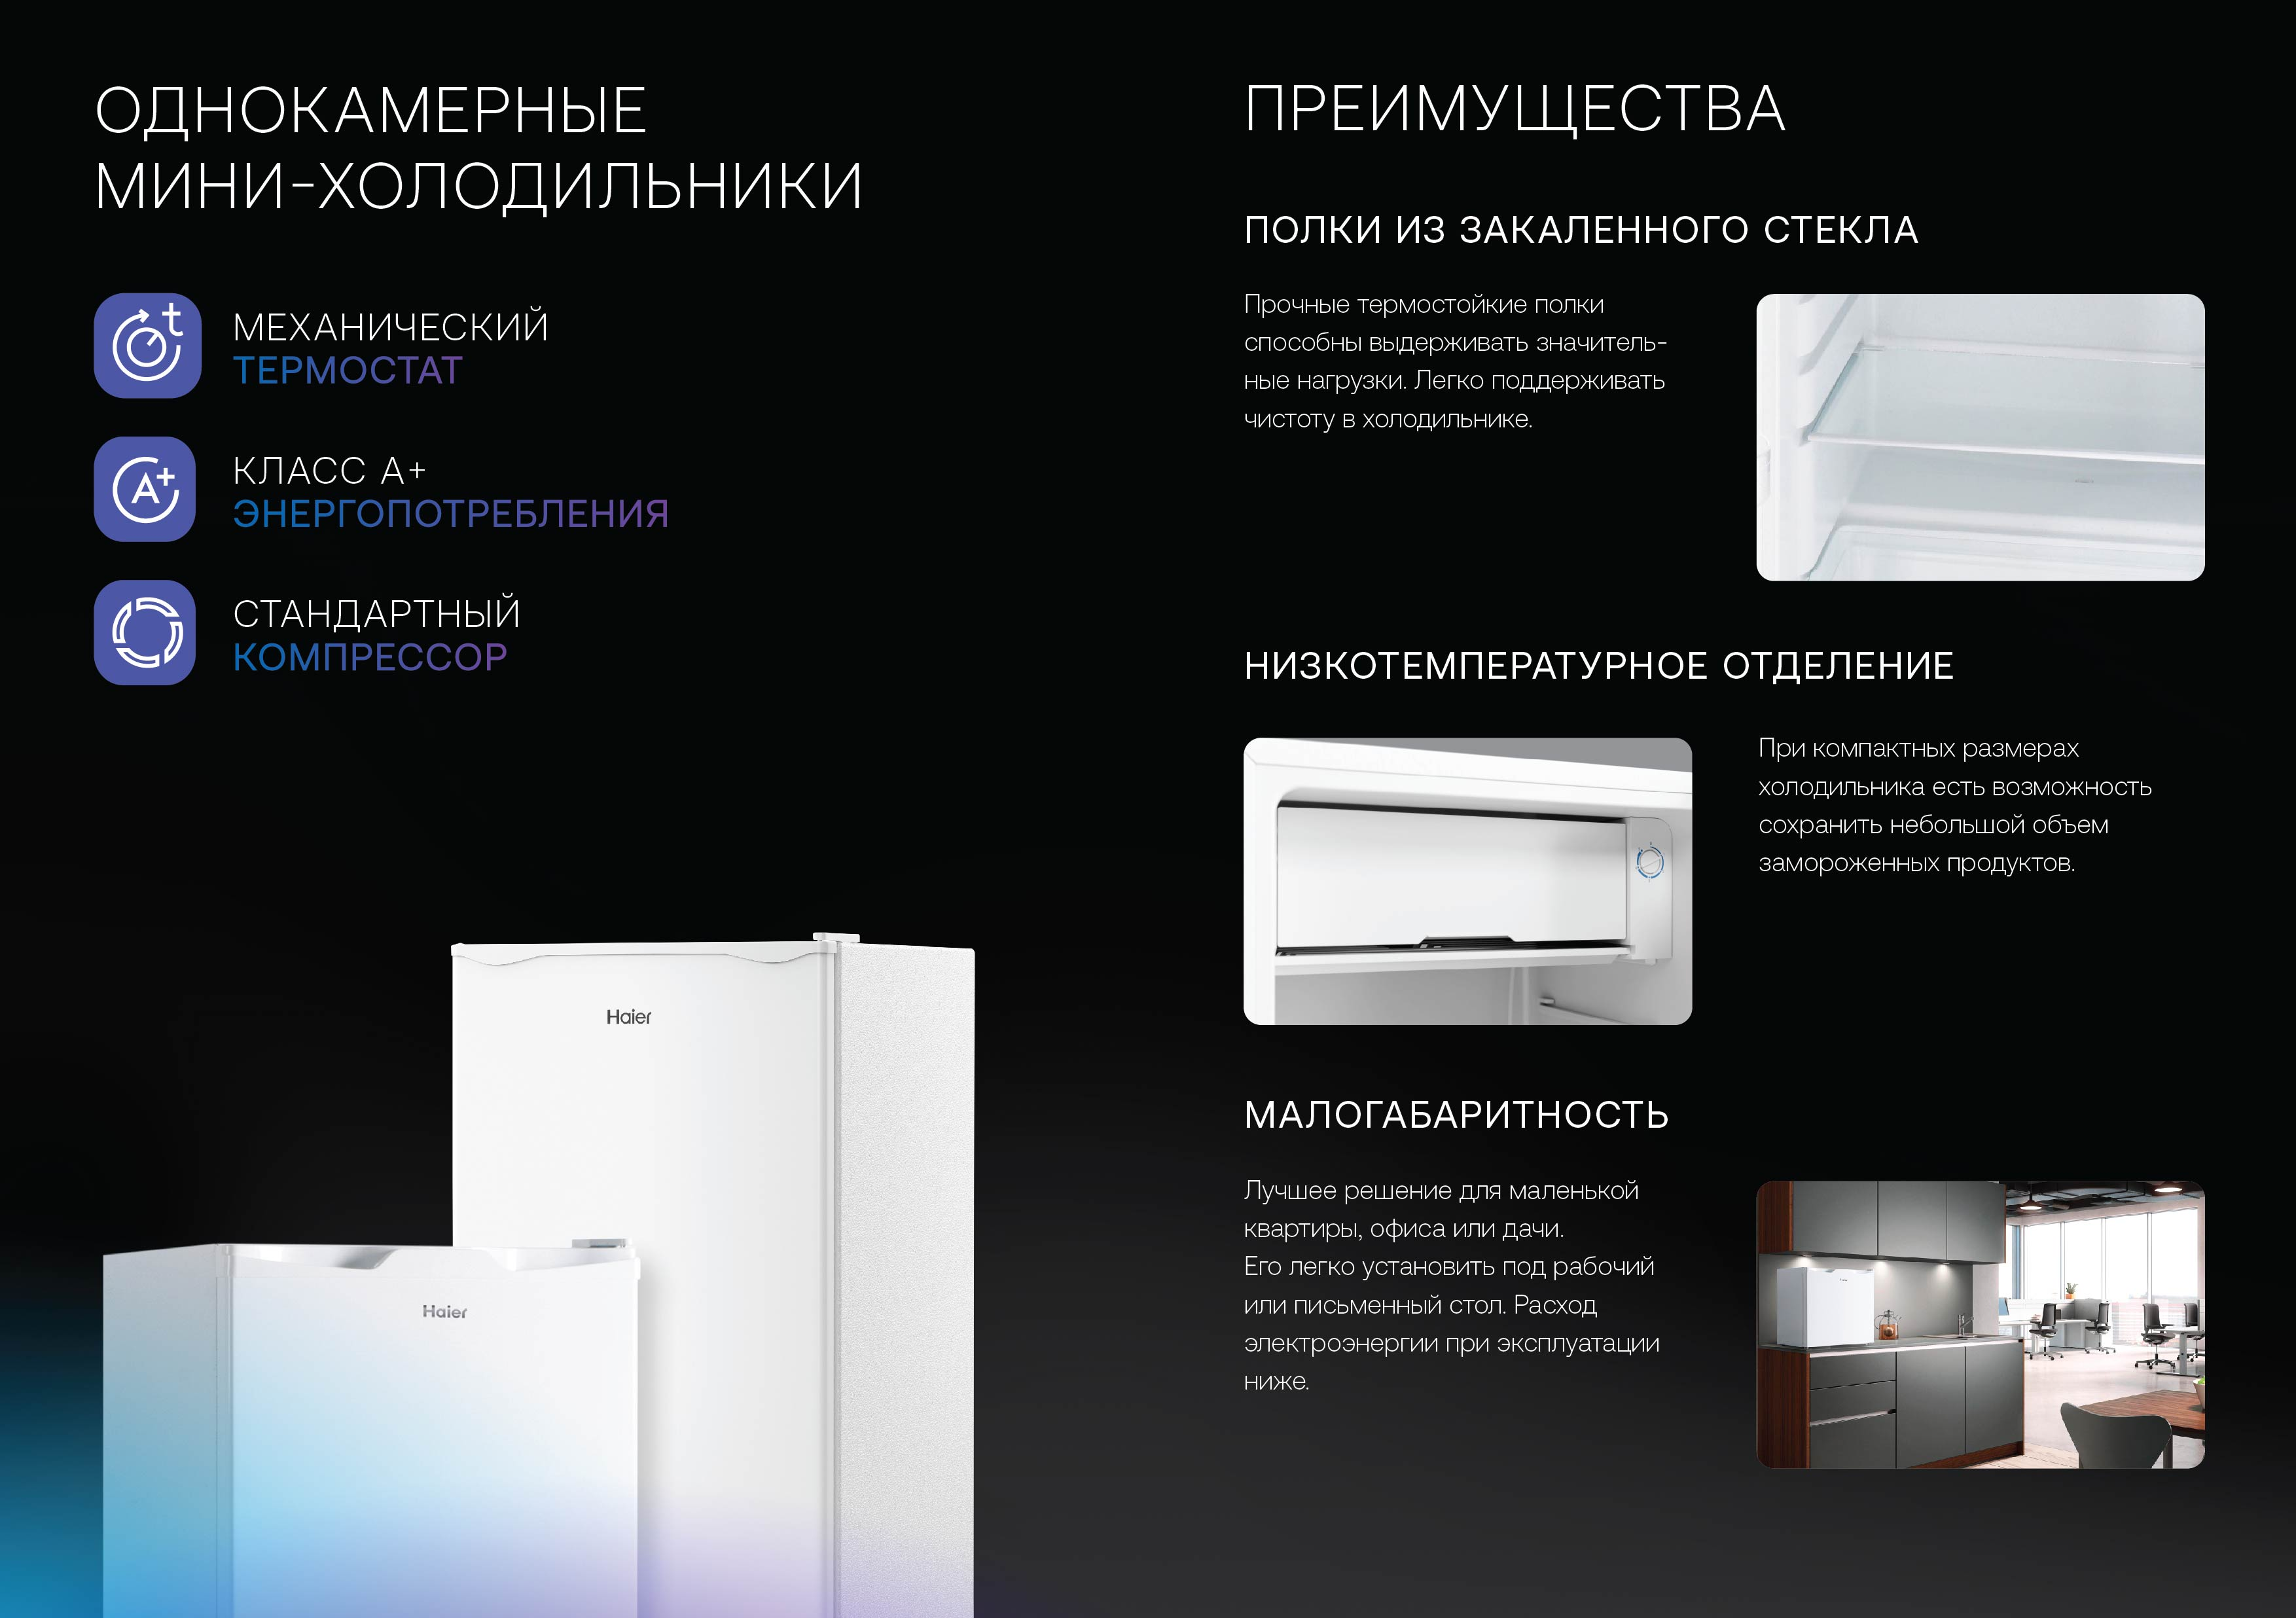 ОДНОКАМЕРНЫЕ
МИНИ-ХОЛОДИЛЬНИКИ
t
МЕХАНИЧЕСКИЙ
ТЕРМОСТАТ
A+
КЛАСС А+
ЭНЕРГОПОТРЕБЛЕНИЯ
СТАНДАРТНЫЙ
КОМПРЕССОР
Haier
Haier
ПРЕИМУЩЕСТВА
ПОЛКИ ИЗ ЗАКАЛЕННОГО СТЕКЛА
Прочные термостойкие полки
способны выдерживать значитель-
ные нагрузки. Легко поддерживать
чистоту в холодильнике.
НИЗКОТЕМПЕРАТУРНОЕ ОТДЕЛЕНИЕ
При компактных размерах
холодильника есть возможность
сохранить небольшой объем
замороженных продуктов.
МАЛОГАБАРИТНОСТЬ
Лучшее решение для маленькой
квартиры, офиса или дачи.
Его легко установить под рабочий
или письменный стол. Расход
электроэнергии при эксплуатации
ниже.